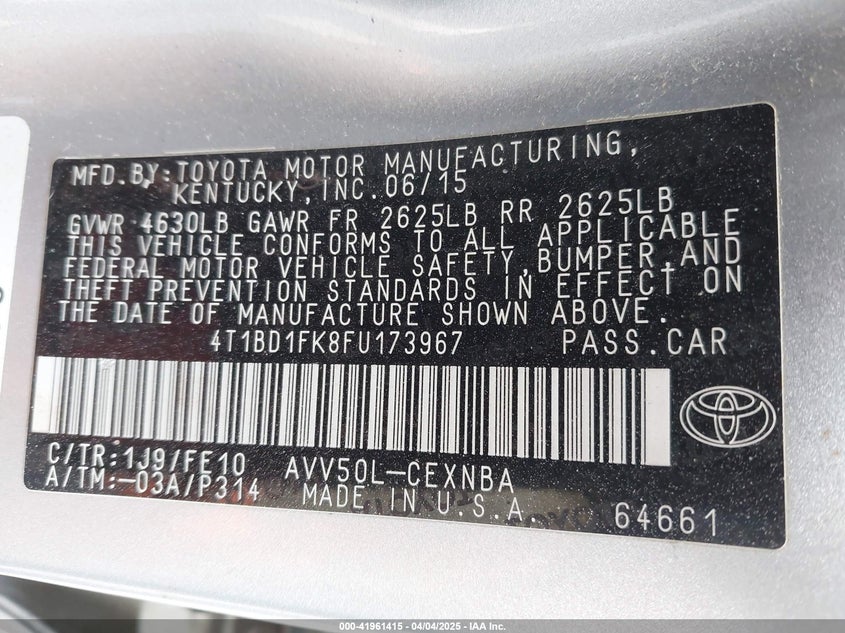 MFD.BY:TOYOTA MOTOR MANUFACTURING,
KENTUCKY,INC.06/15
GVWR 4630LB GAWR FR 2625LB RR 2625LB
THIS VEHICLE CONFORMS TO ALL APPLICABLE
FEDERAL MOTOR VEHICLE SAFETY,BUMPER,AND
THEFT PREVENTION STANDARDS IN EFFECT ON
THE DATE OF MANUFACTURE SHOWN ABOVE.
4T1BD1FK8FU173967 PASS.CAR
C/TR:1J9/FE10 AVV50L-CEXNBA
A/TM:-03A/P314 MADE IN U.S.A. 64661
000-41961415 - 04/04/2025 - IAA Inc.